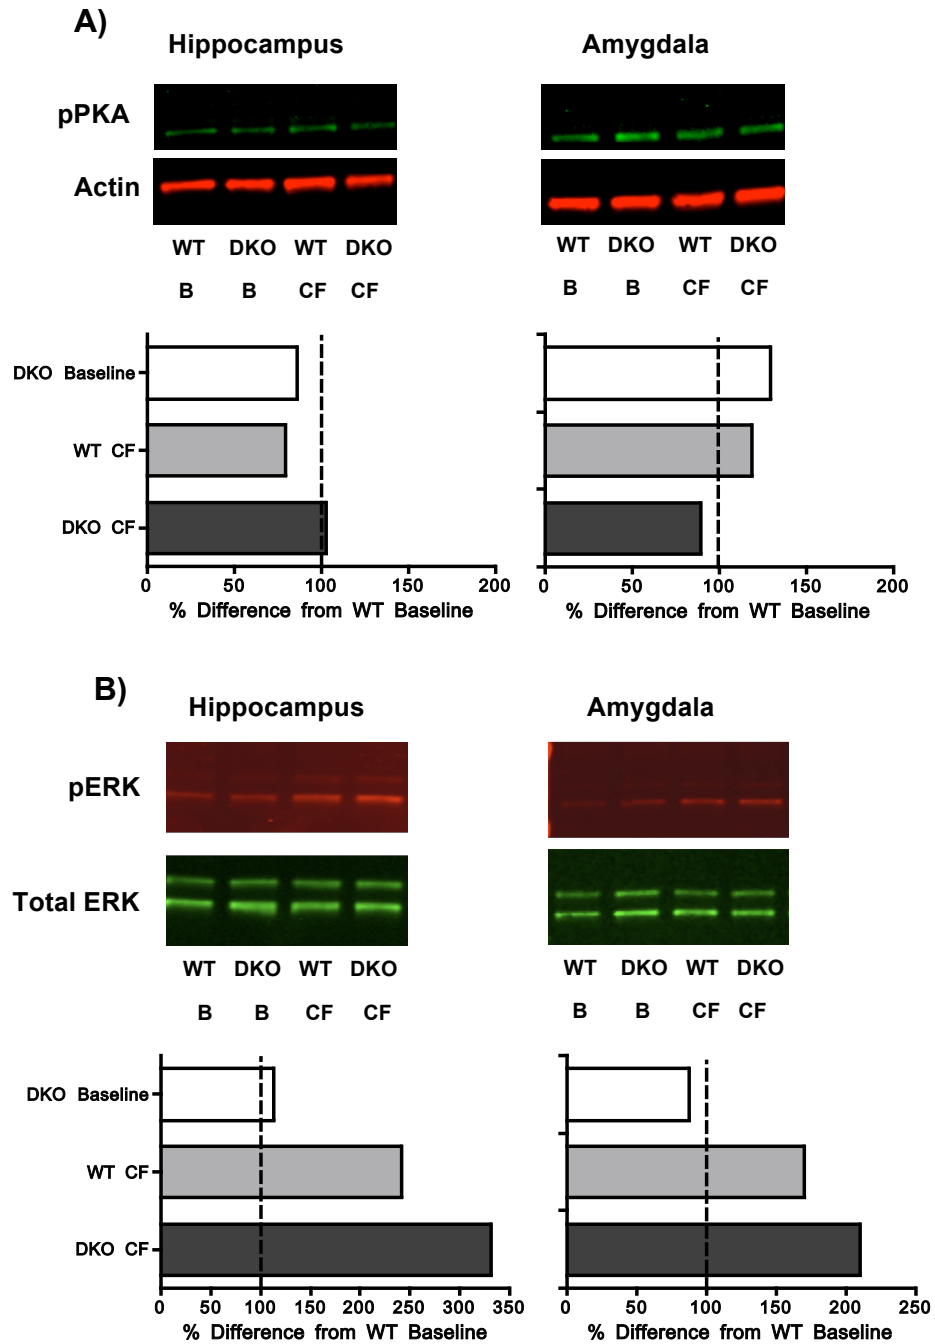 A)
Hippocampus Amygdala
pPKA
Actin
WT DKO WT DKO WT DKO WT DKO
B B CF CF B B CF CF
DKO Baseline
WT CF
DKO CF
0 50 100 150 200 0 50 100 150 200
% Difference from WT Baseline % Difference from WT Baseline
B)
Hippocampus Amygdala
pERK
Total ERK
WT DKO WT DKO WT DKO WT DKO
B B CF CF B B CF CF
DKO Baseline
WT CF
DKO CF
0 50 100 150 200 250 300 350 0 50 100 150 200 250
% Difference from WT Baseline % Difference from WT Baseline